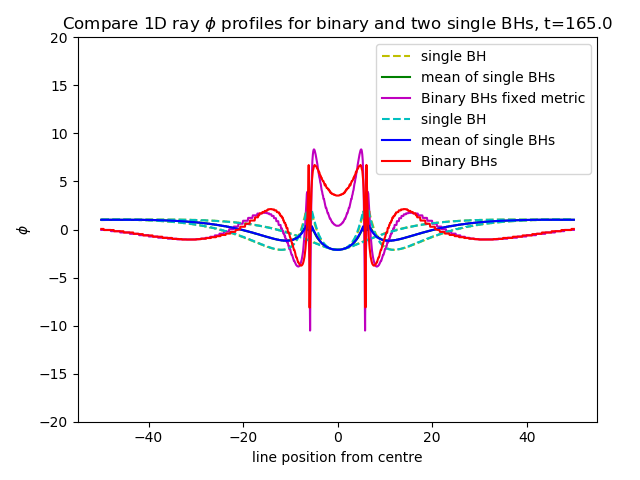 Compare 1D ray ϕ profiles for binary and two single BHs, t=165.0
single BH
mean of single BHs
Binary BHs fixed metric
single BH
mean of single BHs
Binary BHs
20
15
10
5
0
−5
−10
−15
−20
ϕ
−40 −20 0 20 40
line position from centre